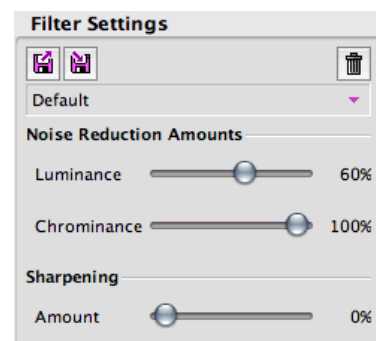 Filter Settings
Default
Noise Reduction Amounts
Luminance 60%
Chrominance 100%
Sharpening
Amount 0%